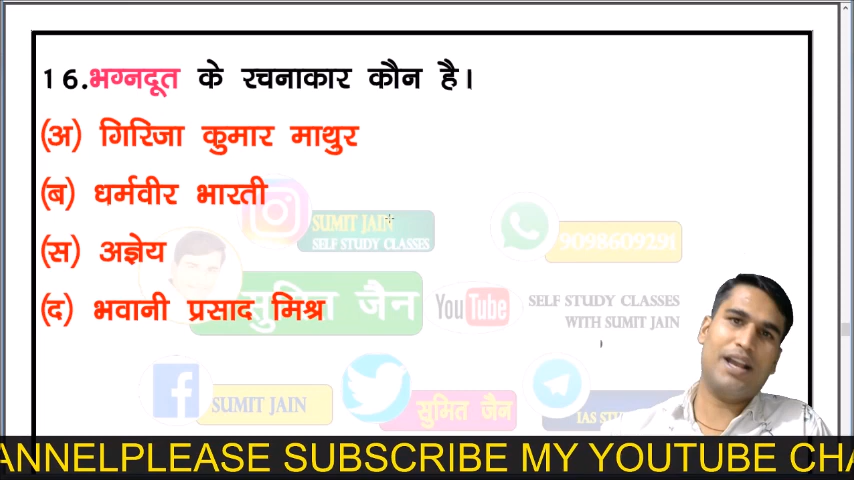 16.भग्नदूत के रचनाकार कौन है।
(अ) गिरिजा कुमार माथुर
(ब) धर्मवीर भारती
(स) अज्ञेय
(द) भवानी प्रसाद मिश्र
SUMIT JAIN
SELF STUDY CLASSES
9098609291
सुमित जैन
YouTube
SELF STUDY CLASSES
WITH SUMIT JAIN
SUMIT JAIN
सुमित जैन
ANNELPLEASE SUBSCRIBE MY YOUTUBE CHA